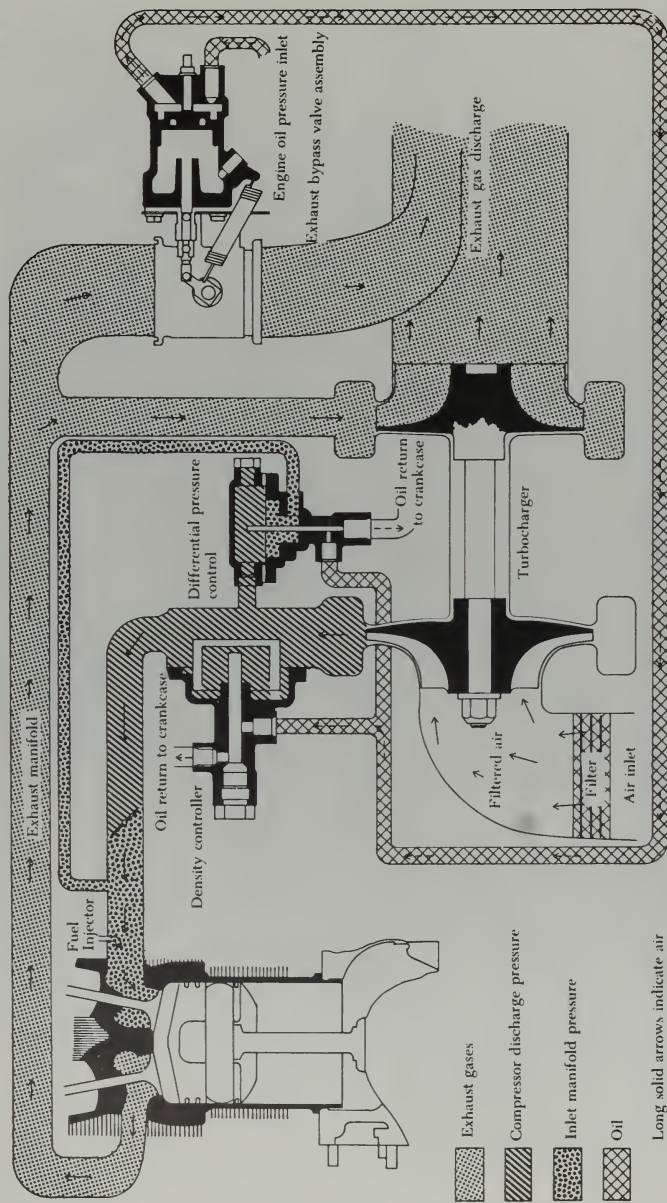 Exhaust manifold
Fuel
Injector
Oil return to crankcase
Density controller
Differential pressure
control
Oil return
to crankcase
Engine oil pressure inlet
Exhaust bypass valve assembly
Exhaust gas discharge
Turbocharger
Filtered air
Filter
Air inlet
Exhaust gases
Compressor discharge pressure
Inlet manifold pressure
Oil
Long solid arrows indicate air